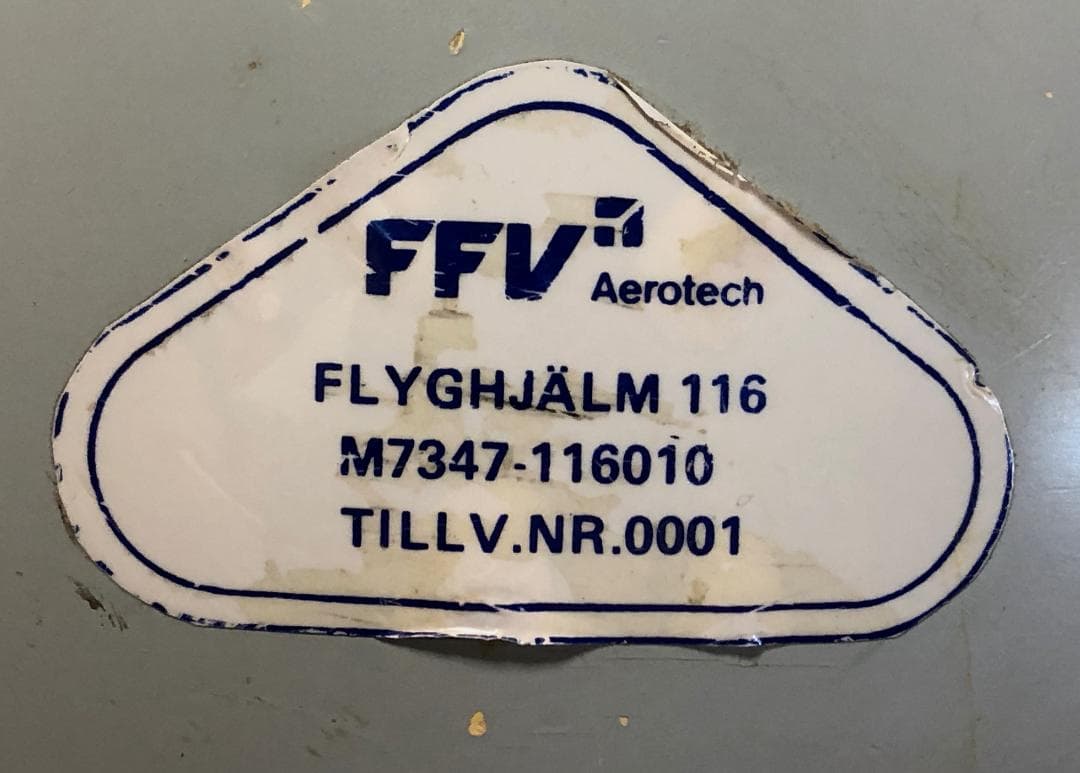 FFV Aerotech
FLYGHJÄLM 116
M7347-116010
TILLV.NR.0001